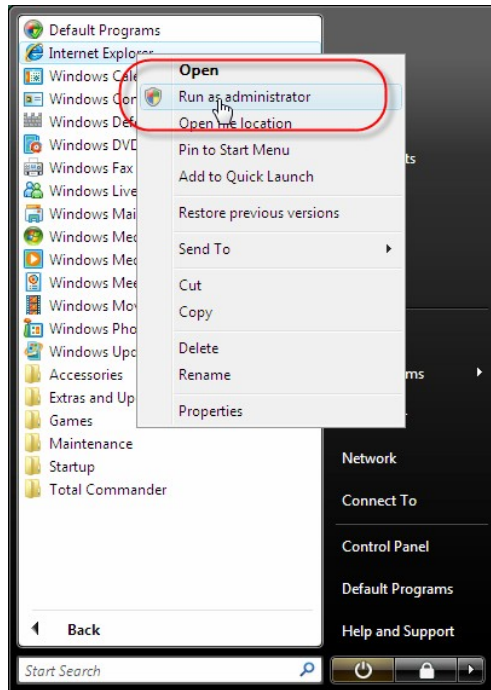 Default Programs
Internet Explorer
Windows Cale
Windows Con
Windows Def
Windows DVD
Windows Fax
Windows Live
Windows Mai
Windows Med
Windows Med
Windows Mee
Windows Mov
Windows Pho
Windows Upd
Accessories
Extras and Up
Games
Maintenance
Startup
Total Commander
Back
Start Search
Open
Run as administrator
Open file location
Pin to Start Menu
Add to Quick Launch
Restore previous versions
Send To
Cut
Copy
Delete
Rename
Properties
ts
ms
Network
Connect To
Control Panel
Default Programs
Help and Support